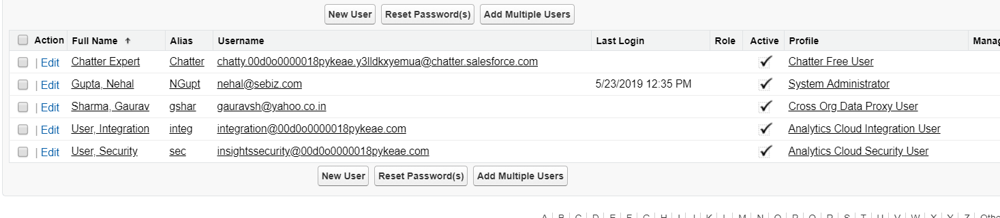 New User Reset Password(s) Add Multiple Users
Action Full Name ↑ Alias Username Last Login Role Active Profile Manag
| Edit Chatter Expert Chatter chatty.00d0o0000018pykeae.y3lldkxyemua@chatter.salesforce.com Chatter Free User
| Edit Gupta, Nehal NGupt nehal@sebiz.com 5/23/2019 12:35 PM System Administrator
| Edit Sharma, Gaurav gshar gauravsh@yahoo.co.in Cross Org Data Proxy User
| Edit User, Integration integ integration@00d0o0000018pykeae.com Analytics Cloud Integration User
| Edit User, Security sec insightssecurity@00d0o0000018pykeae.com Analytics Cloud Security User
New User Reset Password(s) Add Multiple Users
A | B | C | D | E | F | G | H | I | J | K | L | M | N | O | P | Q | R | S | T | U | V | W | X | Y | Z | Othe